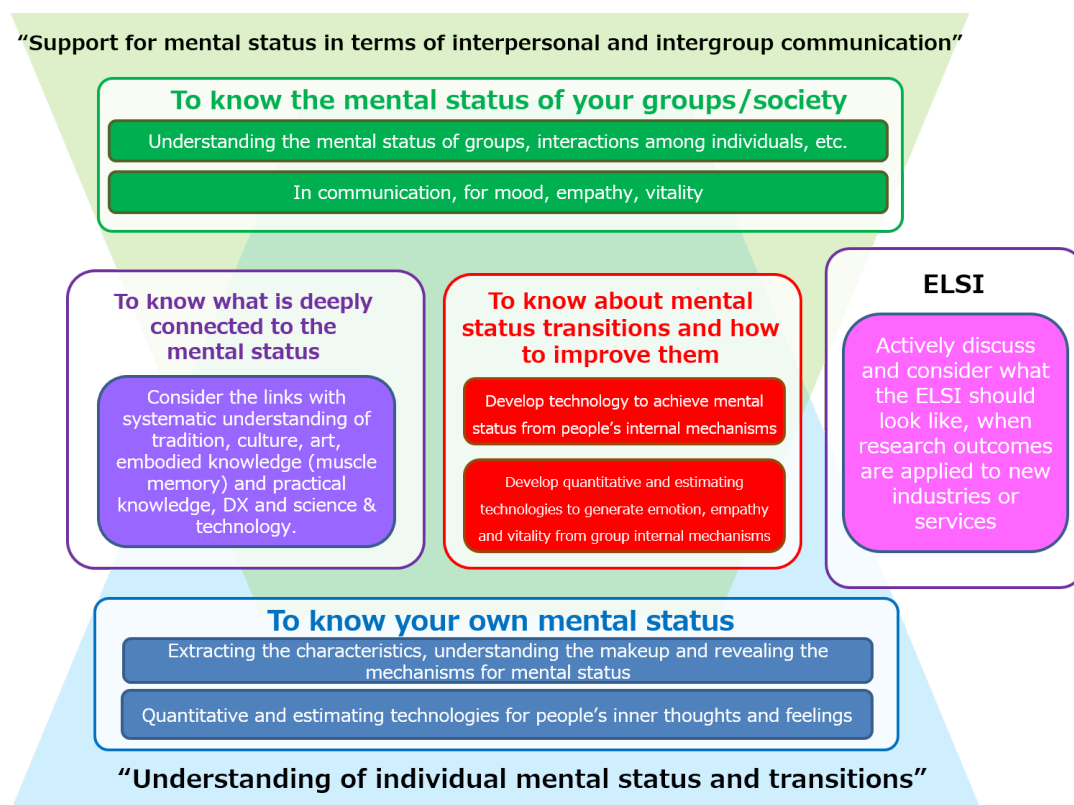 “Support for mental status in terms of interpersonal and intergroup communication”
To know the mental status of your groups/society
Understanding the mental status of groups, interactions among individuals, etc.
In communication, for mood, empathy, vitality
To know what is deeply
connected to the
mental status
Consider the links with
systematic understanding of
tradition, culture, art,
embodied knowledge (muscle
memory) and practical
knowledge, DX and science &
technology.
To know about mental
status transitions and how
to improve them
Develop technology to achieve mental
status from people’s internal mechanisms
Develop quantitative and estimating
technologies to generate emotion, empathy
and vitality from group internal mechanisms
ELSI
Actively discuss
and consider what
the ELSI should
look like, when
research outcomes
are applied to new
industries or
services
To know your own mental status
Extracting the characteristics, understanding the makeup and revealing the
mechanisms for mental status
Quantitative and estimating technologies for people’s inner thoughts and feelings
“Understanding of individual mental status and transitions”